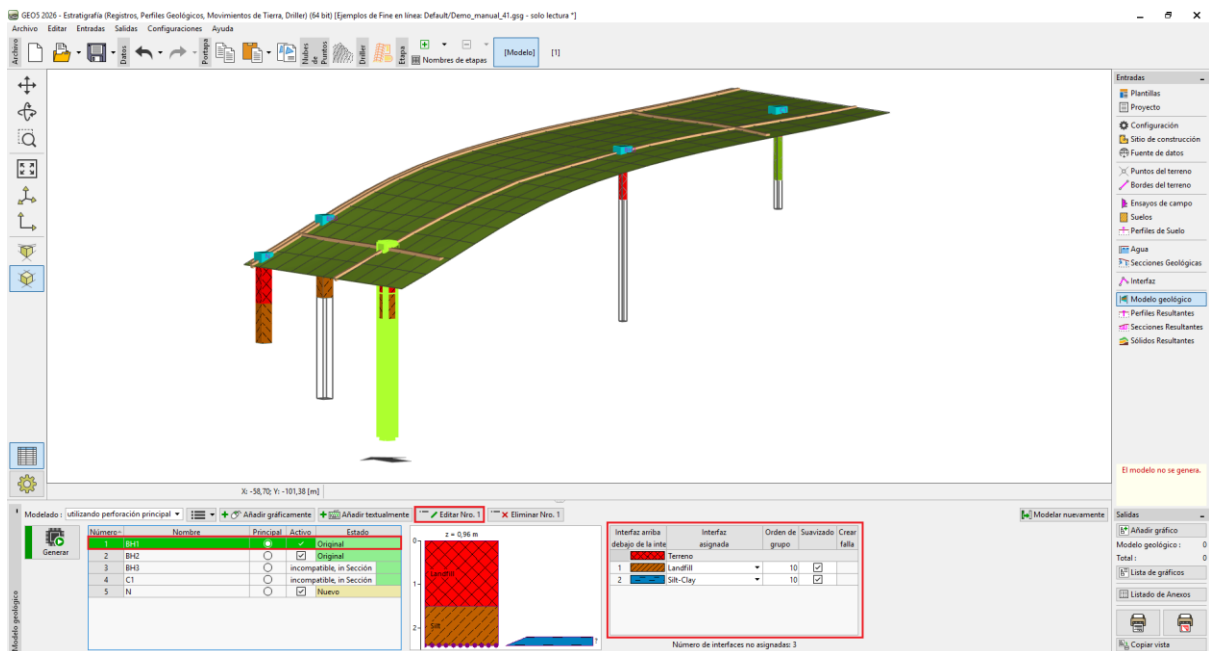 GEO5 2026 - Estratigrafía (Registros, Perfiles Geológicos, Movimientos de Tierra, Driller) (64 bit) [Ejemplos de Fine en línea: Default/Demo_manual_41.gsg - solo lectura *]
Archivo Editar Entradas Salidas Configuraciones Ayuda
Archivo
Datos
Portapa
Nubes de Puntos
Driller
Etapa
Nombres de etapas
[Modelo]
[1]
Entradas
Plantillas
Proyecto
Configuración
Sitio de construcción
Fuente de datos
Puntos del terreno
Bordes del terreno
Ensayos de campo
Suelos
Perfiles de Suelo
Agua
Secciones Geológicas
Interfaz
Modelo geológico
Perfiles Resultantes
Secciones Resultantes
Sólidos Resultantes
El modelo no se genera.
X: -58,70; Y: -101,38 [m]
Modelado : utilizando perforación principal
Añadir gráficamente
Añadir textualmente
Editar Nro. 1
Eliminar Nro. 1
Modelar nuevamente
Modelo geológico
Generar
Número Nombre Principal Activo Estado
1 BH1 Original
2 BH2 Original
3 BH3 incompatible, in Sección
4 C1 incompatible, in Sección
5 N Nuevo
z = 0,96 m
0
Landfill
1
2
Silt
?
Interfaz arriba Interfaz Orden de Suavizado Crear
debajo de la inte asignada grupo falla
Terreno
1 Landfill 10
2 Silt-Clay 10
Número de interfaces no asignadas: 3
Salidas
Añadir gráfico
Modelo geológico : 0
Total : 0
Lista de gráficos
Listado de Anexos
Copiar vista